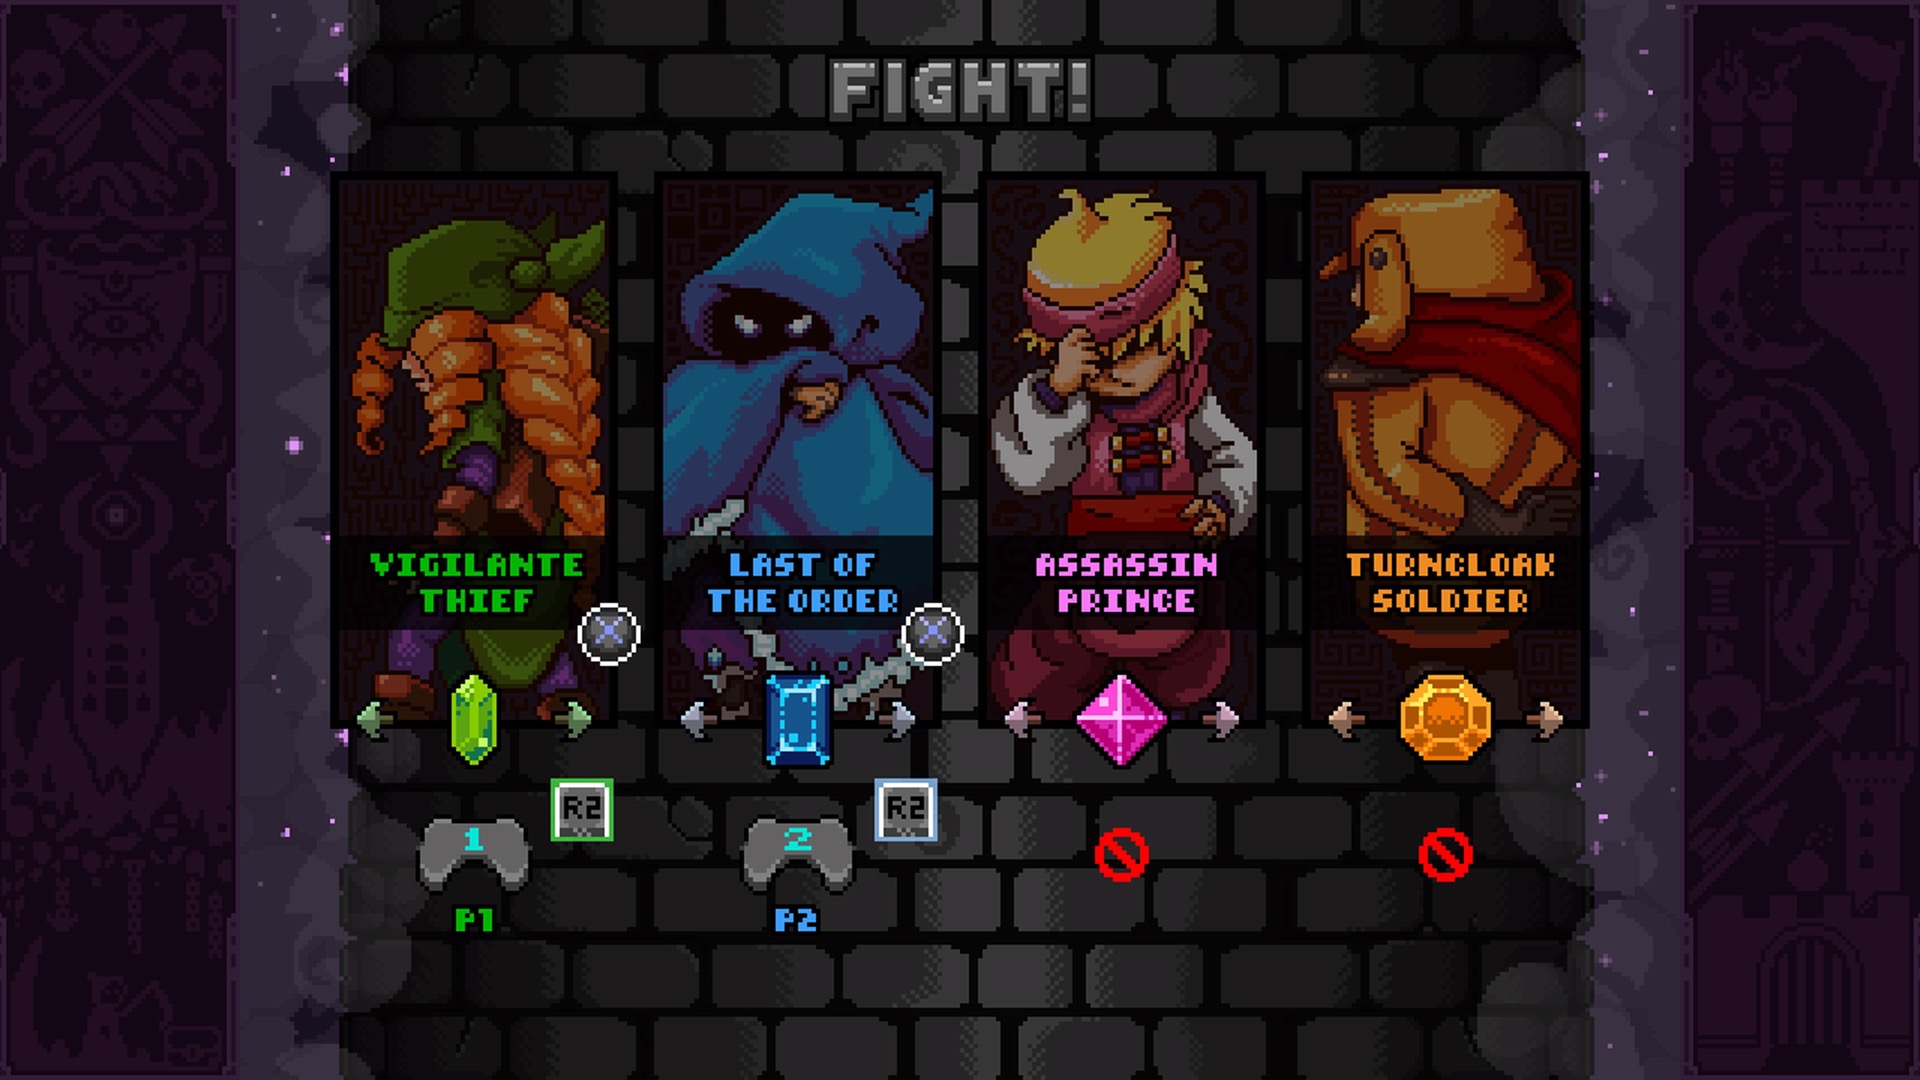 FIGHT!
VIGILANTE
THIEF
LAST OF
THE ORDER
ASSASSIN
PRINCE
TURNCLOAK
SOLDIER
R2
R2
1
2
P1
P2